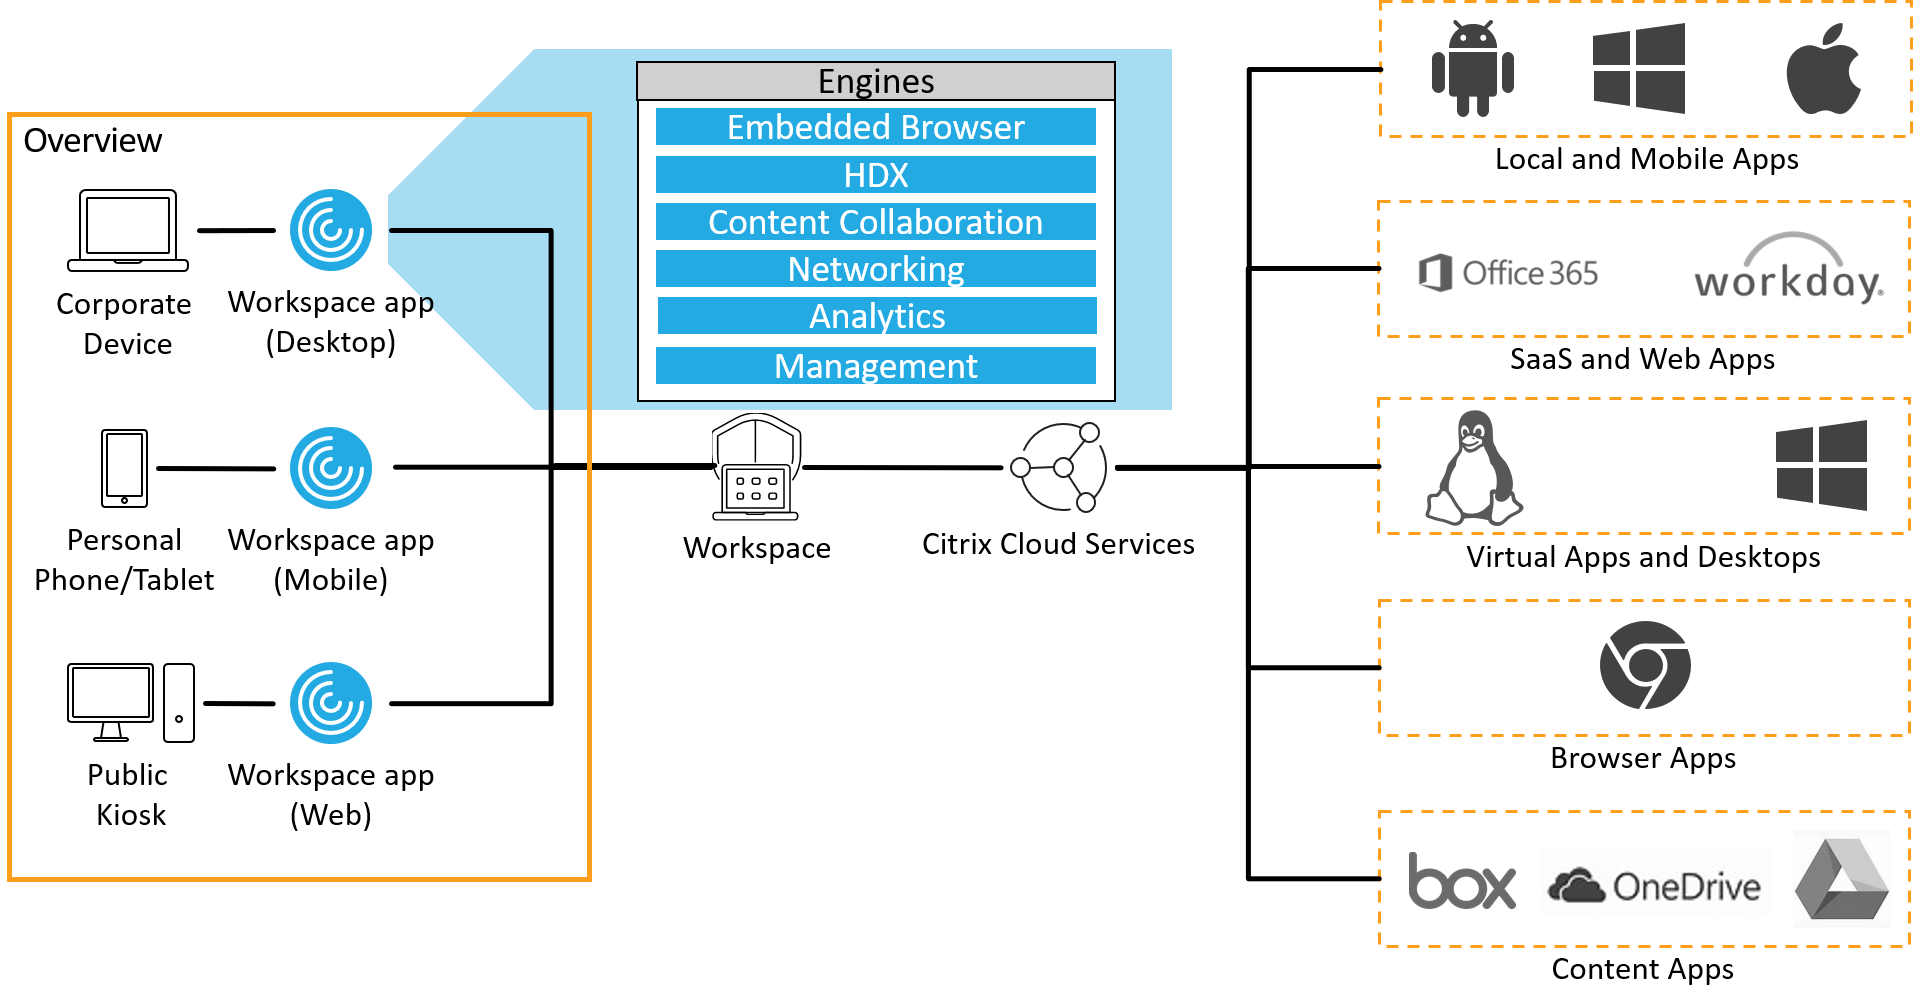 Overview
Corporate
Device
Workspace app
(Desktop)
Personal
Phone/Tablet
Workspace app
(Mobile)
Public
Kiosk
Workspace app
(Web)
Engines
Embedded Browser
HDX
Content Collaboration
Networking
Analytics
Management
Workspace
Citrix Cloud Services
Local and Mobile Apps
Office 365
workday®
SaaS and Web Apps
Virtual Apps and Desktops
Browser Apps
box
OneDrive
Content Apps